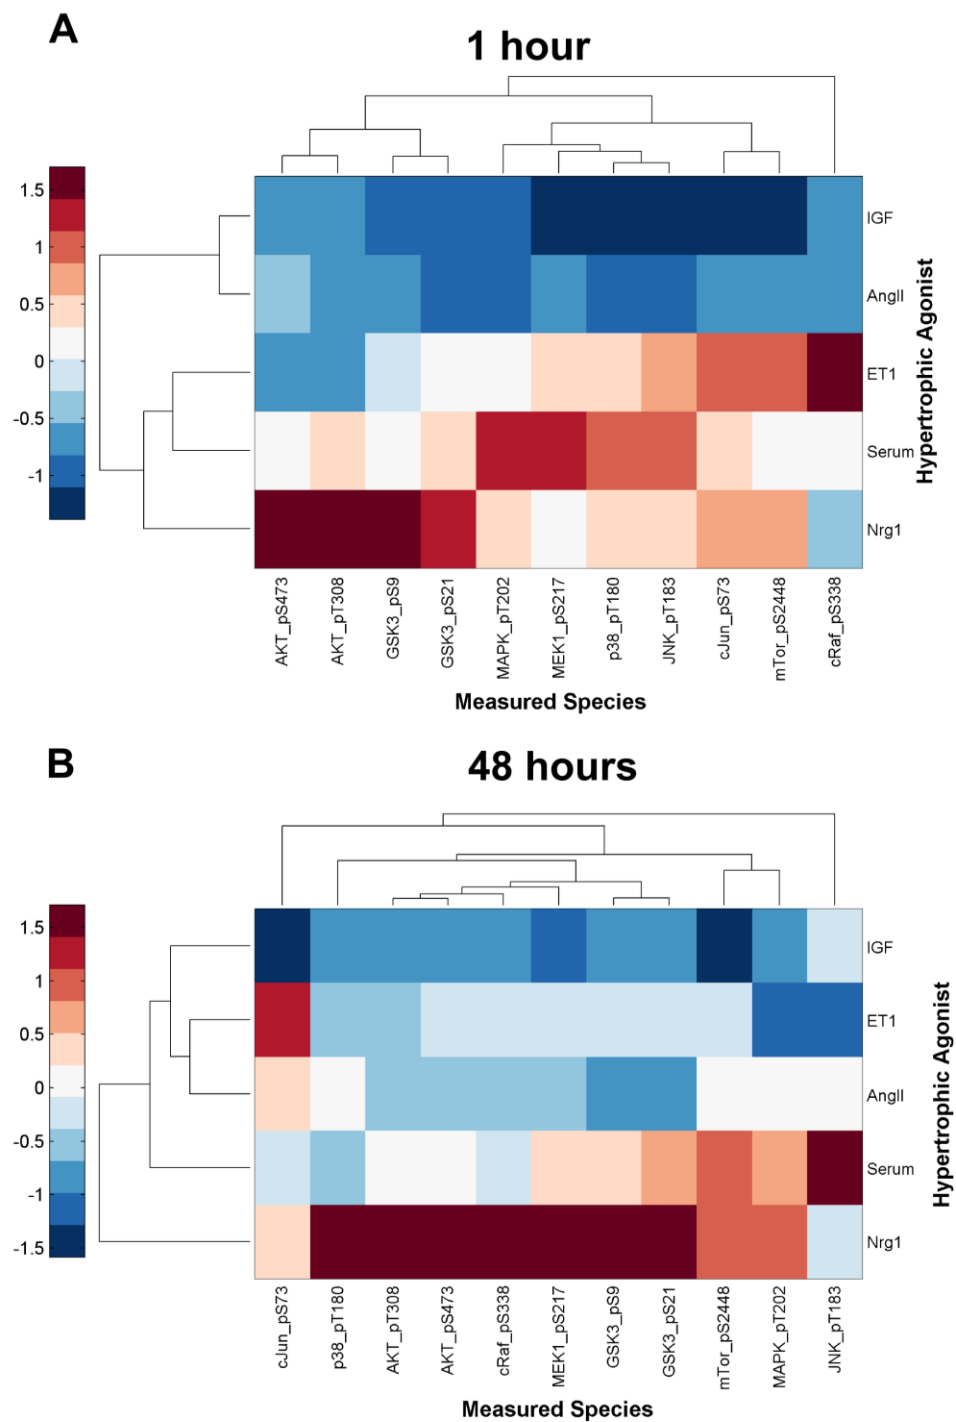 A
1 hour
1.5
1
0.5
0
-0.5
-1
IGF
AngII
ET1
Serum
Nrg1
Hypertrophic Agonist
AKT_pS473
AKT_pT308
GSK3_pS9
GSK3_pS21
MAPK_pT202
MEK1_pS217
p38_pT180
JNK_pT183
cJun_pS73
mTor_pS2448
cRaf_pS338
Measured Species
B
48 hours
1.5
1
0.5
0
-0.5
-1
-1.5
IGF
ET1
AngII
Serum
Nrg1
Hypertrophic Agonist
cJun_pS73
p38_pT180
AKT_pT308
AKT_pS473
cRaf_pS338
MEK1_pS217
GSK3_pS9
GSK3_pS21
mTor_pS2448
MAPK_pT202
JNK_pT183
Measured Species